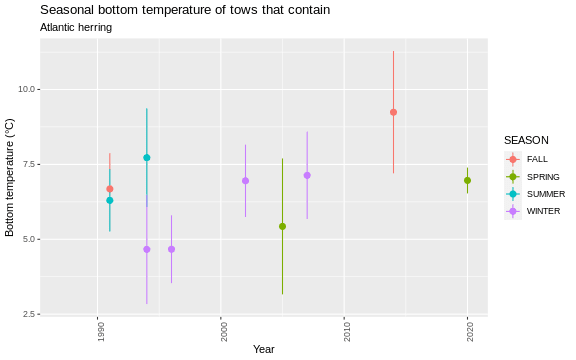 Seasonal bottom temperature of tows that contain
Atlantic herring
Bottom temperature (°C)
10.0
7.5
5.0
2.5
1990
2000
2010
2020
Year
SEASON
FALL
SPRING
SUMMER
WINTER